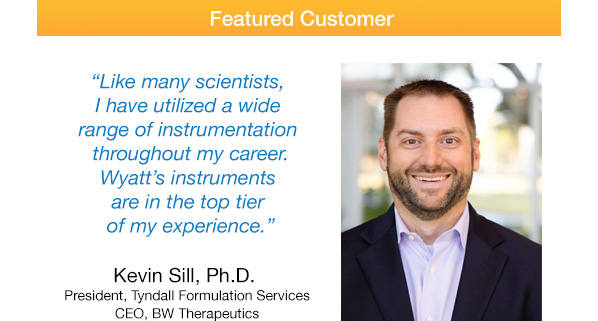 Featured Customer
“Like many scientists,
I have utilized a wide
range of instrumentation
throughout my career.
Wyatt’s instruments
are in the top tier
of my experience.”
Kevin Sill, Ph.D.
President, Tyndall Formulation Services
CEO, BW Therapeutics